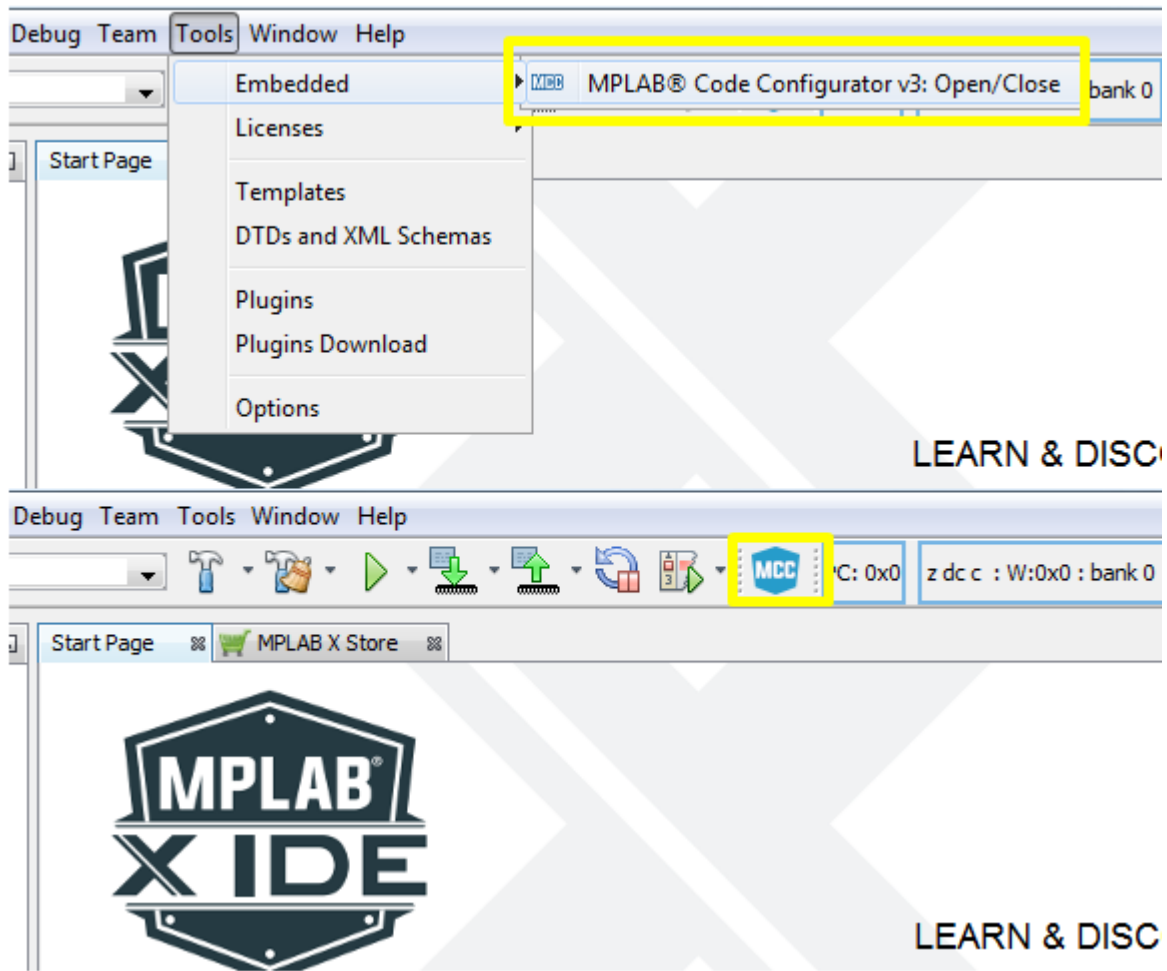 Debug Team Tools Window Help
Embedded
MCC MPLAB® Code Configurator v3: Open/Close
bank 0
Licenses
Start Page
Templates
DTDs and XML Schemas
Plugins
Plugins Download
X
Options
LEARN & DISC
Debug Team Tools Window Help
MCC
C: 0x0
z dc c : W:0x0 : bank 0
Start Page
MPLAB X Store
MPLAB®
X IDE
LEARN & DISC